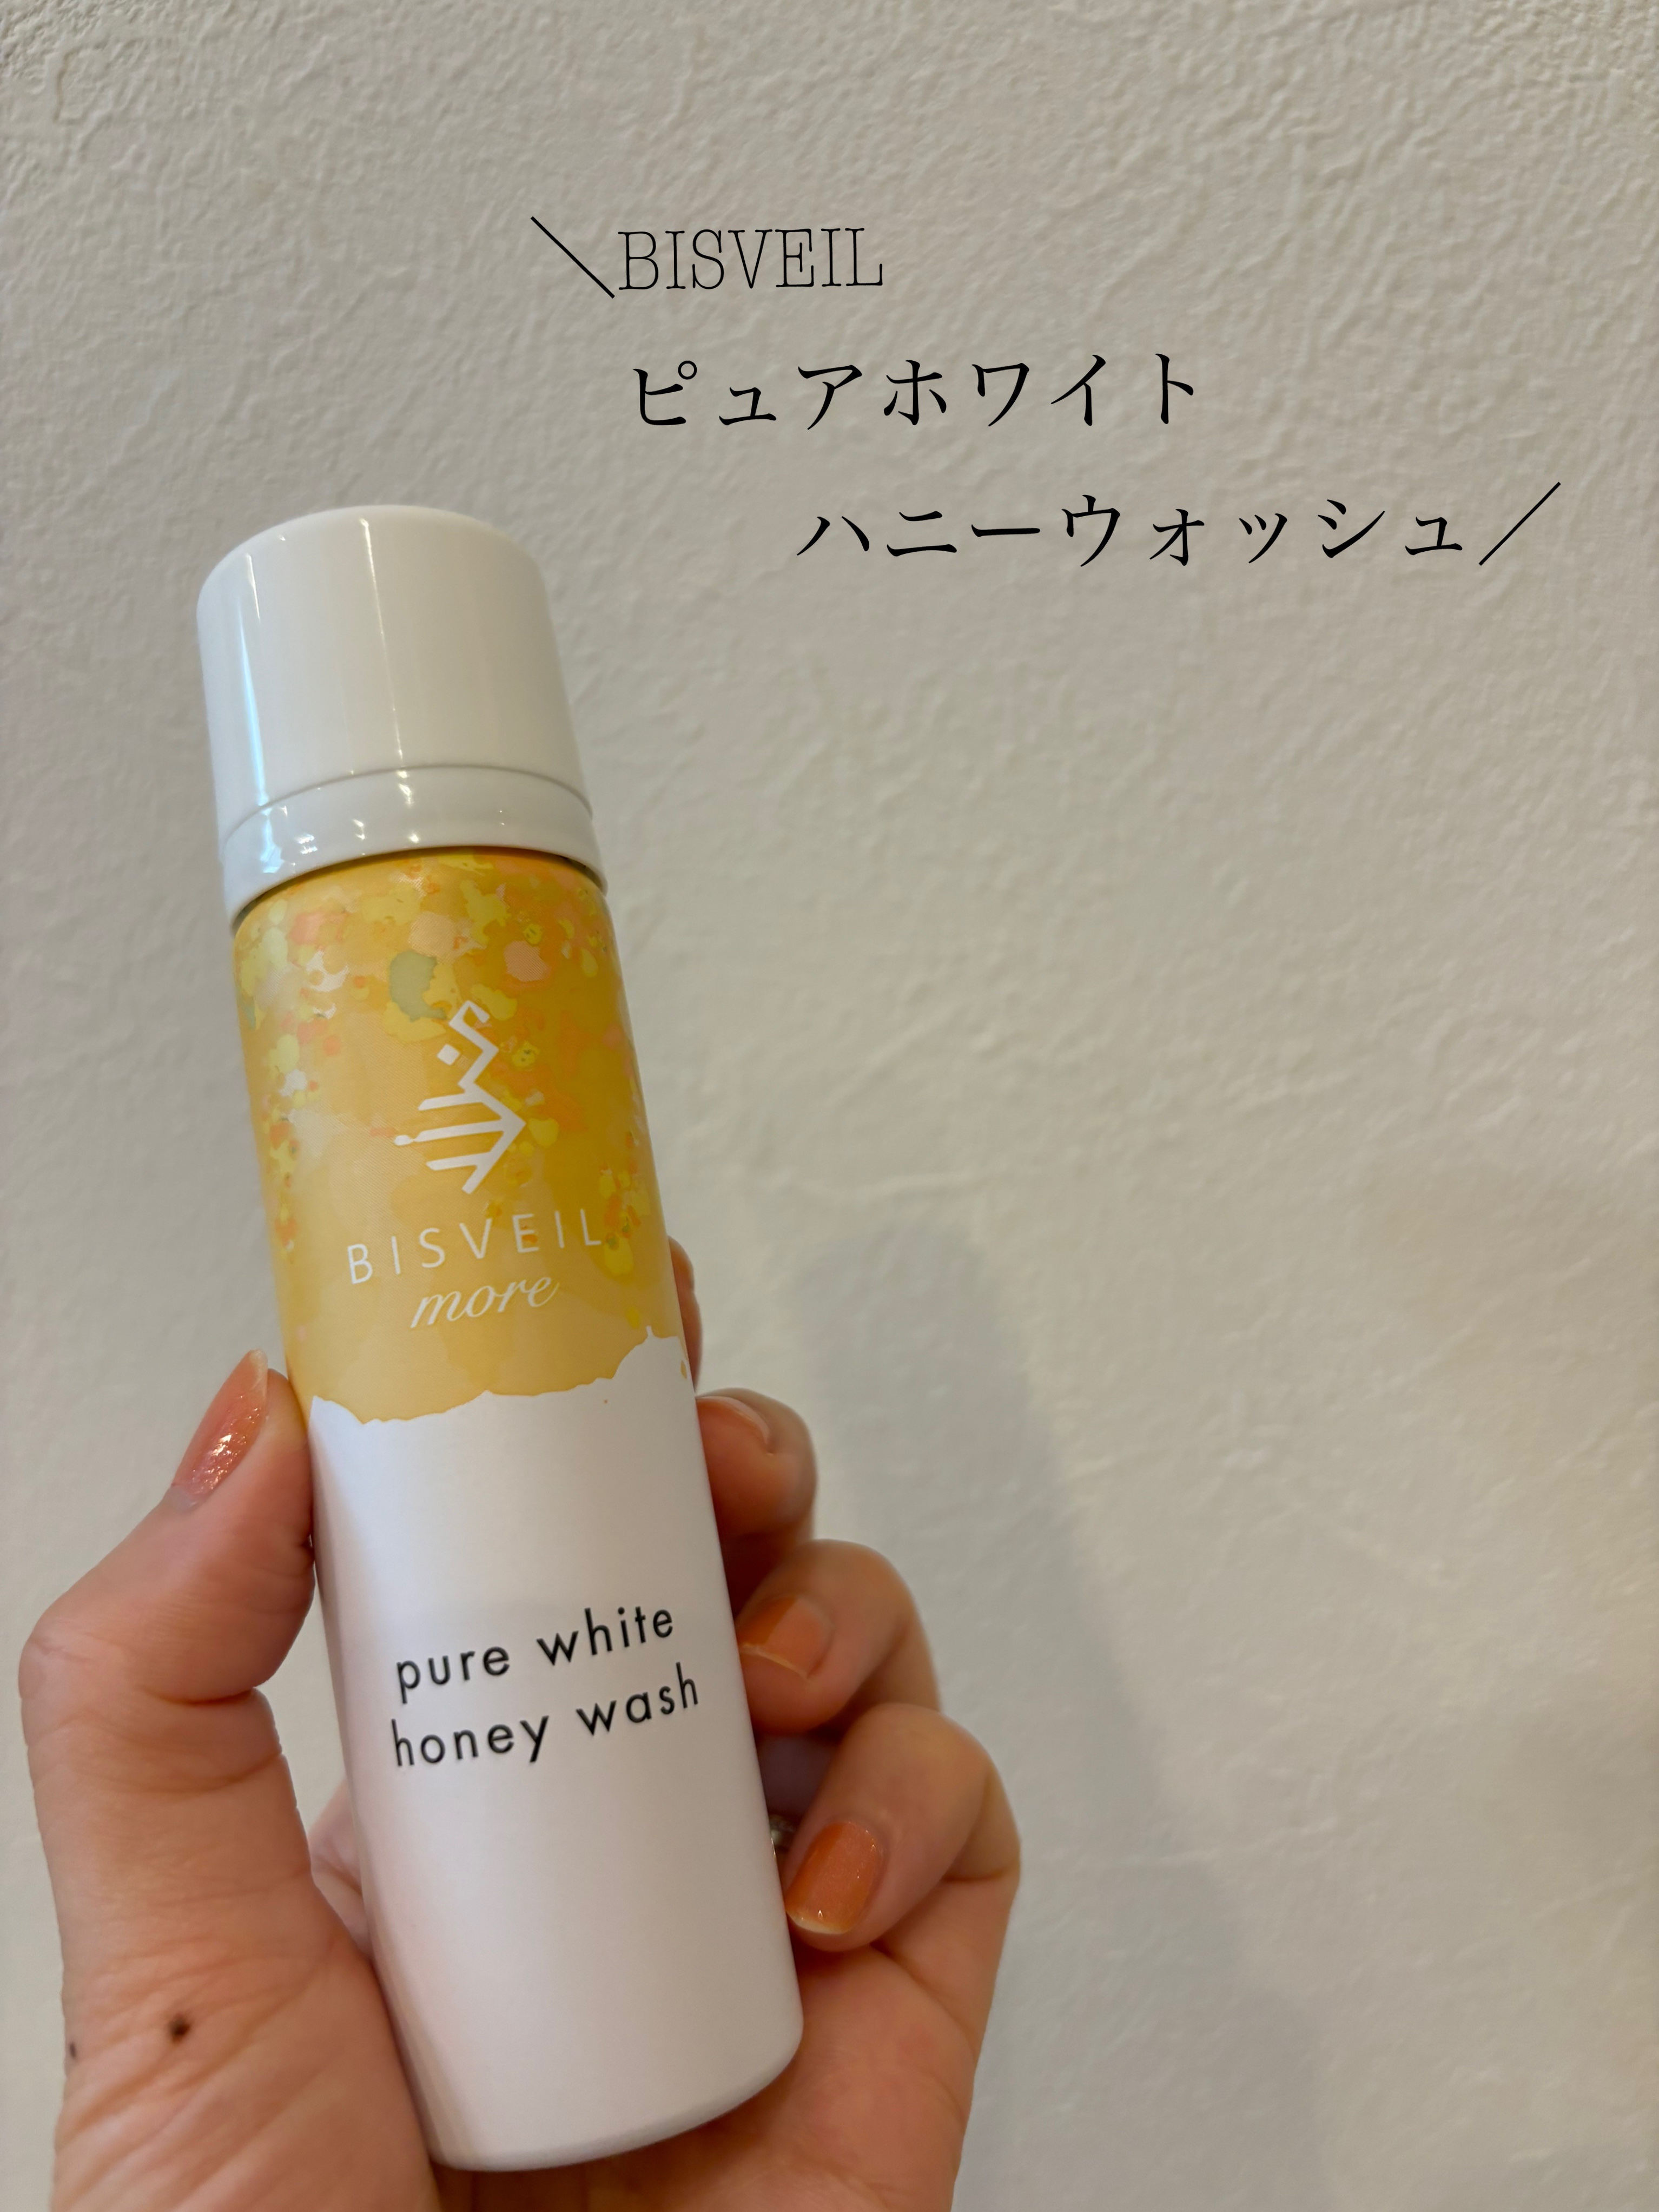 ＼BISVEIL
ピュアホワイト
ハニーウォッシュ／
BISVEIL
more
pure white
honey wash